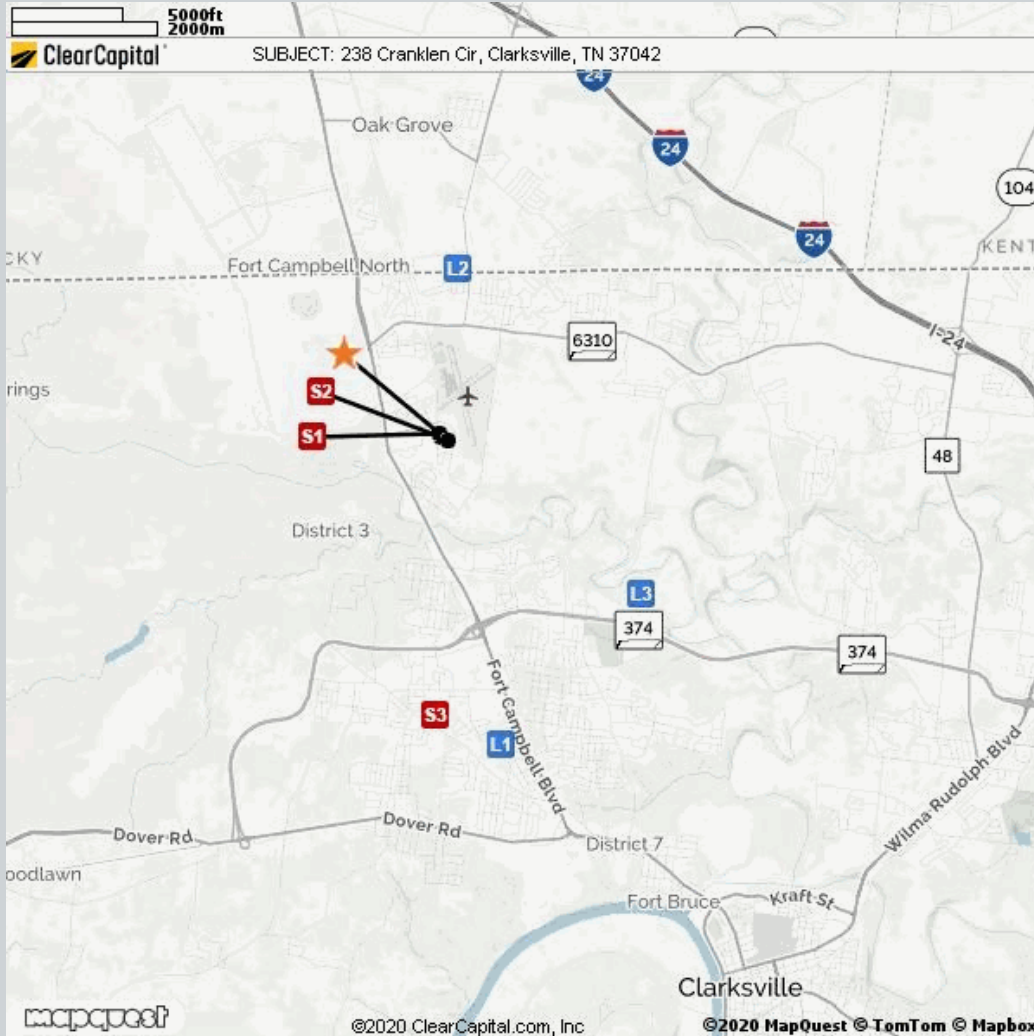 5000ft
2000m
ClearCapital
SUBJECT: 238 Cranklen Cir, Clarksville, TN 37042
24
Oak Grove
24
104
24
CKY
Fort Campbell North
L2
KENT
6310
I-24
rings
S2
S1
48
District 3
L3
374
374
Fort Campbell Blvd
S3
L1
Wilma Rudolph Blvd
Dover Rd
Dover Rd
District 7
oodlawn
Fort Bruce
Kraft St
Clarksville
mapquest
©2020 ClearCapital.com, Inc
©2020 MapQuest © TomTom © Mapbox